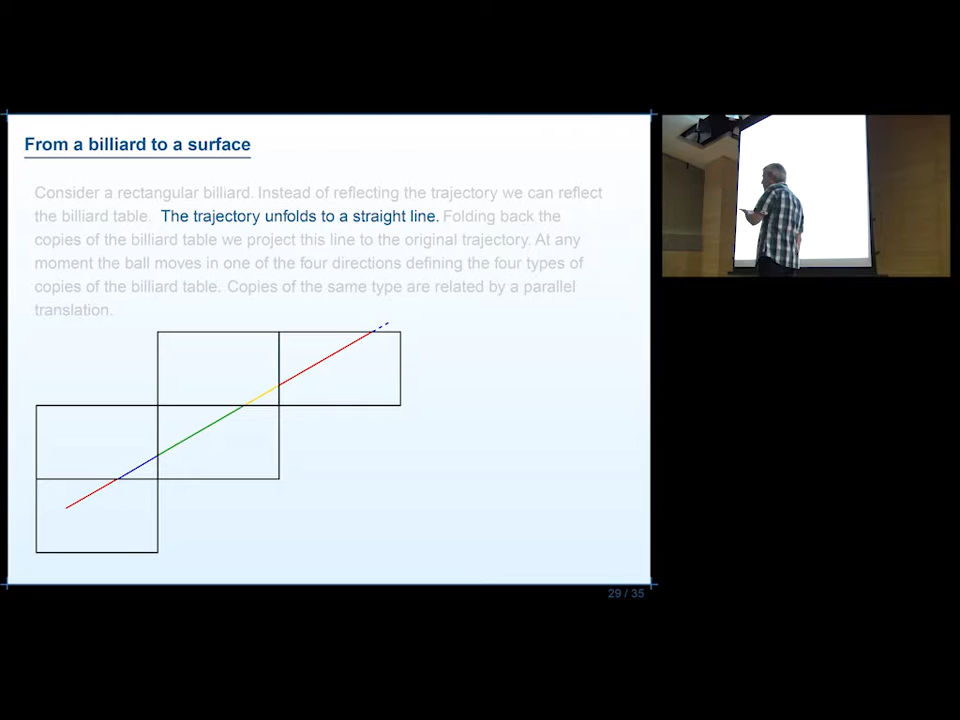 From a billiard to a surface
Consider a rectangular billiard. Instead of reflecting the trajectory we can reflect
the billiard table. The trajectory unfolds to a straight line. Folding back the
copies of the billiard table we project this line to the original trajectory. At any
moment the ball moves in one of the four directions defining the four types of
copies of the billiard table. Copies of the same type are related by a parallel
translation.
29 / 35